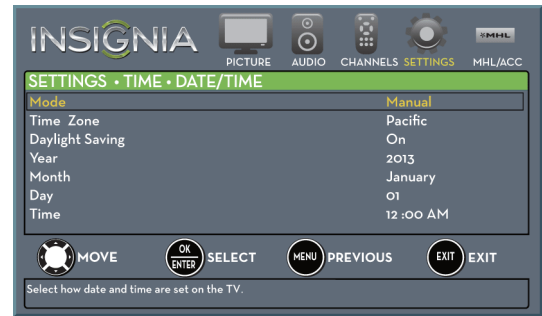 INSIGNIA
PICTURE AUDIO CHANNELS SETTINGS MHL/ACC
MHL
SETTINGS • TIME • DATE/TIME
Mode Manual
Time Zone Pacific
Daylight Saving On
Year 2013
Month January
Day 01
Time 12 :00 AM
MOVE OK ENTER SELECT MENU PREVIOUS EXIT EXIT
Select how date and time are set on the TV.